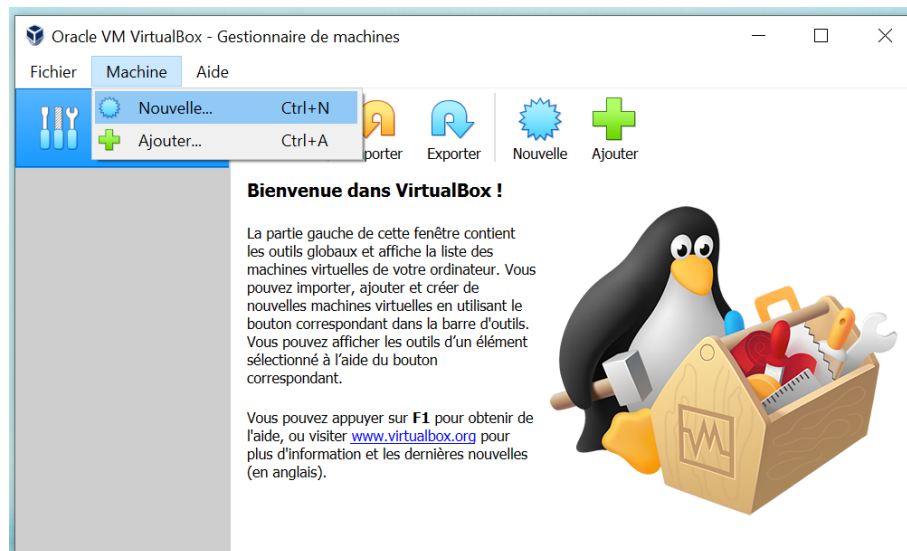 Oracle VM VirtualBox - Gestionnaire de machines
Fichier Machine Aide
Nouvelle... Ctrl+N
Ajouter... Ctrl+A
Exporter Nouvelle Ajouter
Bienvenue dans VirtualBox !
La partie gauche de cette fenêtre contient
les outils globaux et affiche la liste des
machines virtuelles de votre ordinateur. Vous
pouvez importer, ajouter et créer de
nouvelles machines virtuelles en utilisant le
bouton correspondant dans la barre d'outils.
Vous pouvez afficher les outils d’un élément
sélectionné à l’aide du bouton
correspondant.
Vous pouvez appuyer sur F1 pour obtenir de
l'aide, ou visiter www.virtualbox.org pour
plus d'information et les dernières nouvelles
(en anglais).